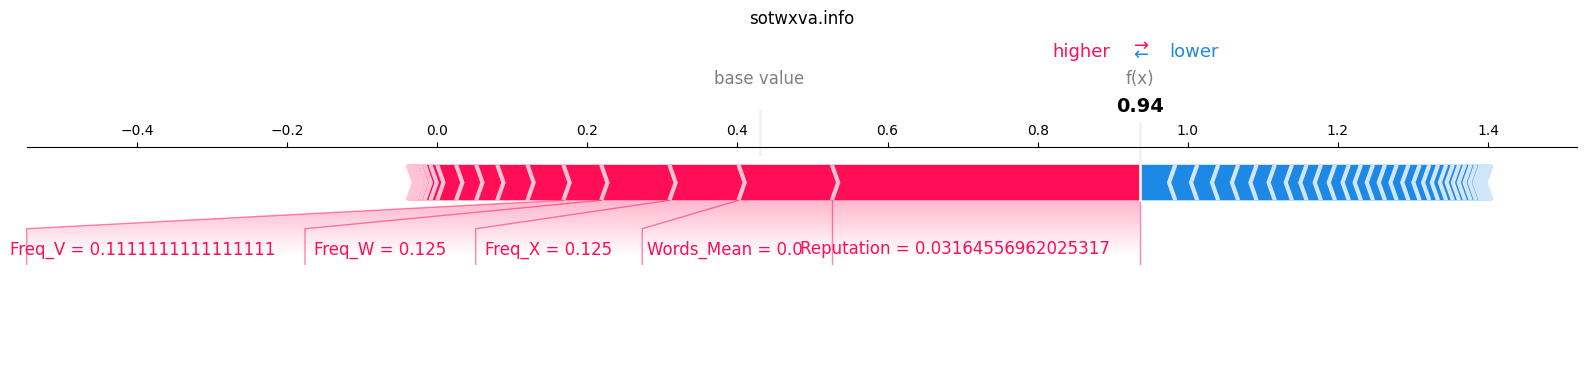 sotwxva.info
higher → lower
←
base value f(x)
0.94
−0.4 −0.2 0.0 0.2 0.4 0.6 0.8 1.0 1.2 1.4
Freq_V = 0.1111111111111111 Freq_W = 0.125 Freq_X = 0.125 Words_Mean = 0.0 Reputation = 0.03164556962025317